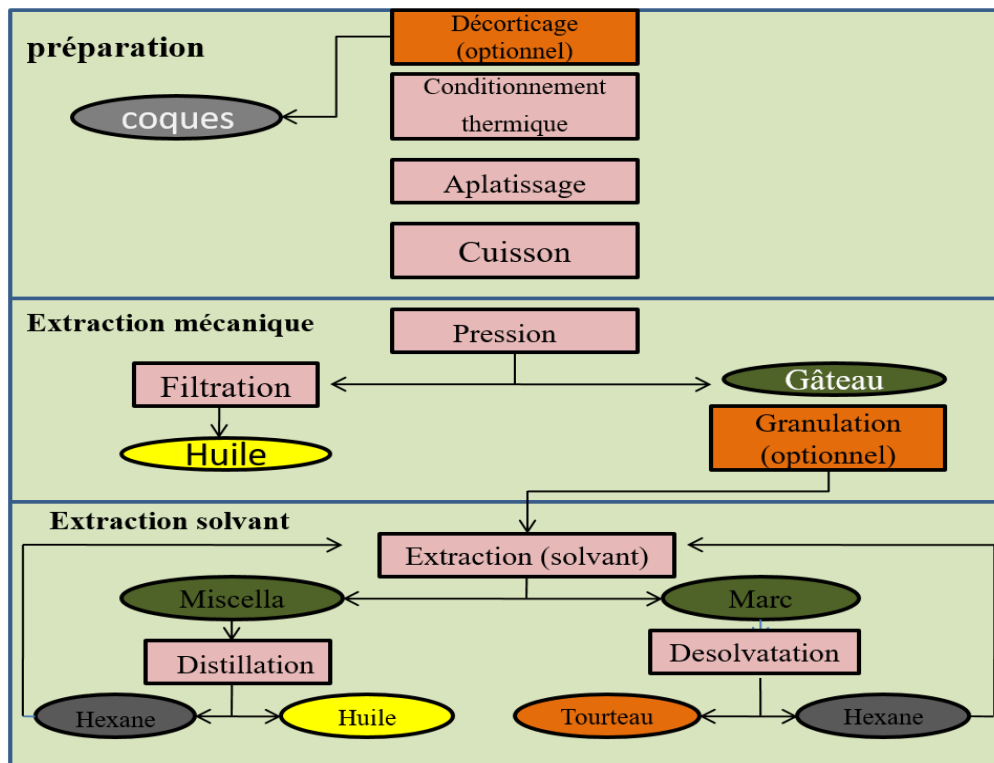 préparation
Décorticage
(optionnel)
coques
Conditionnement
thermique
Aplatissage
Cuisson
Extraction mécanique
Pression
Filtration
Gâteau
Huile
Granulation
(optionnel)
Extraction solvant
Extraction (solvant)
Miscella
Marc
Distillation
Desolvatation
Hexane
Huile
Tourteau
Hexane